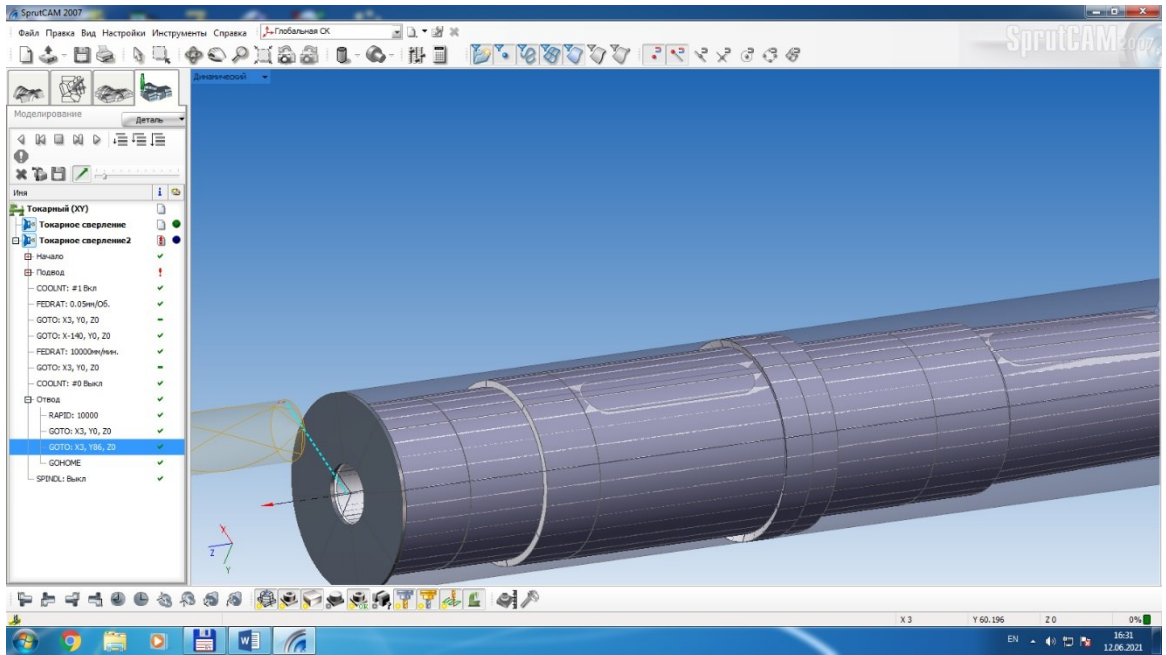 SprutCAM 2007
Файл Правка Вид Настройки Инструменты Справка Глобальная СК
SprutCAM 2007
Динамический
Моделирование
Деталь
Имя
Токарный (XY)
Токарное сверление
Токарное сверление2
Начало
Подвод
COOLNT: #1 Вкл
FEDRAT: 0.05мм/Об.
GOTO: X3, Y0, Z0
GOTO: X-140, Y0, Z0
FEDRAT: 10000мм/мин.
GOTO: X3, Y0, Z0
COOLNT: #0 Выкл
Отвод
RAPID: 10000
GOTO: X3, Y0, Z0
GOTO: X3, Y86, Z0
GOHOME
SPINDL: Выкл
X
Z
Y
X 3 Y 60.196 Z 0 0%
EN 16:31
12.06.2021